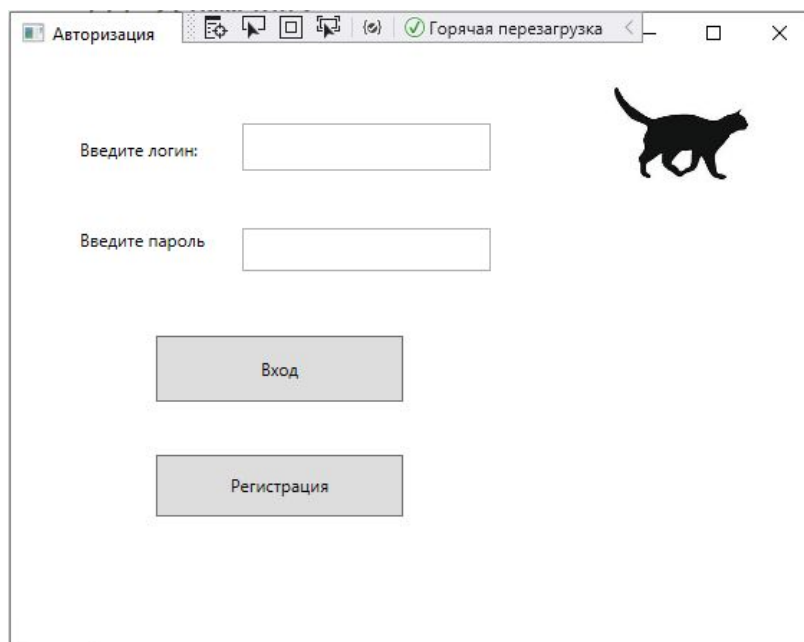 Авторизация
Горячая перезагрузка
Введите логин:
Введите пароль
Вход
Регистрация